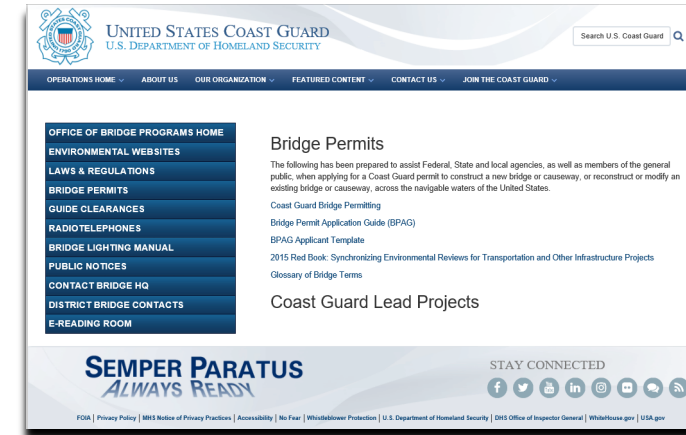 UNITED STATES COAST GUARD
U.S. DEPARTMENT OF HOMELAND SECURITY
Search U.S. Coast Guard
OPERATIONS HOME ABOUT US OUR ORGANIZATION FEATURED CONTENT CONTACT US JOIN THE COAST GUARD
OFFICE OF BRIDGE PROGRAMS HOME
ENVIRONMENTAL WEBSITES
LAWS & REGULATIONS
BRIDGE PERMITS
GUIDE CLEARANCES
RADIOTELEPHONES
BRIDGE LIGHTING MANUAL
PUBLIC NOTICES
CONTACT BRIDGE HQ
DISTRICT BRIDGE CONTACTS
E-READING ROOM
Bridge Permits
The following has been prepared to assist Federal, State and local agencies, as well as members of the general
public, when applying for a Coast Guard permit to construct a new bridge or causeway, or reconstruct or modify an
existing bridge or causeway, across the navigable waters of the United States.
Coast Guard Bridge Permitting
Bridge Permit Application Guide (BPAG)
BPAG Applicant Template
2015 Red Book: Synchronizing Environmental Reviews for Transportation and Other Infrastructure Projects
Glossary of Bridge Terms
Coast Guard Lead Projects
SEMPER PARATUS
ALWAYS READY
STAY CONNECTED
FOIA | Privacy Policy | MHS Notice of Privacy Practices | Accessibility | No Fear | Whistleblower Protection | U.S. Department of Homeland Security | DHS Office of Inspector General | WhiteHouse.gov | USA.gov